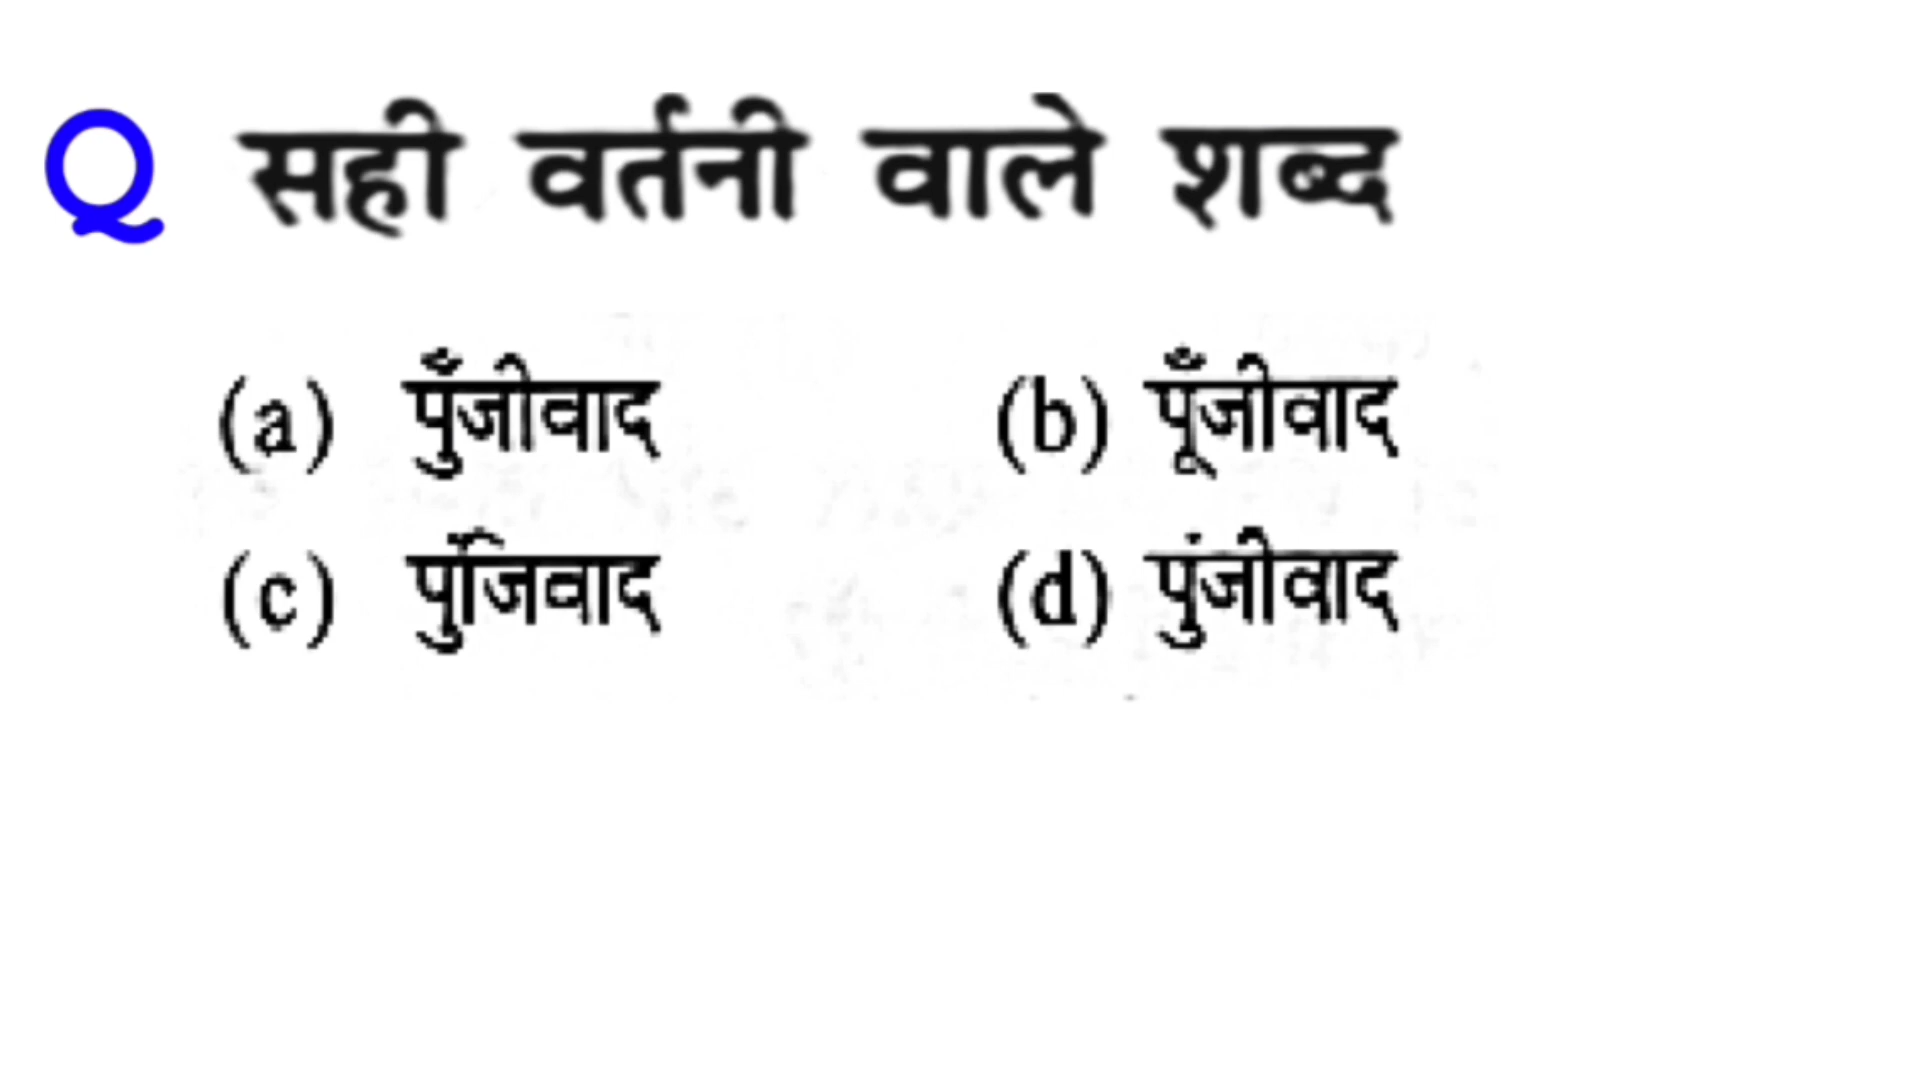 Q सही वर्तनी वाले शब्द
(a) पुँजीवाद (b) पूँजीवाद
(c) पुंजिवाद (d) पुंजीवाद